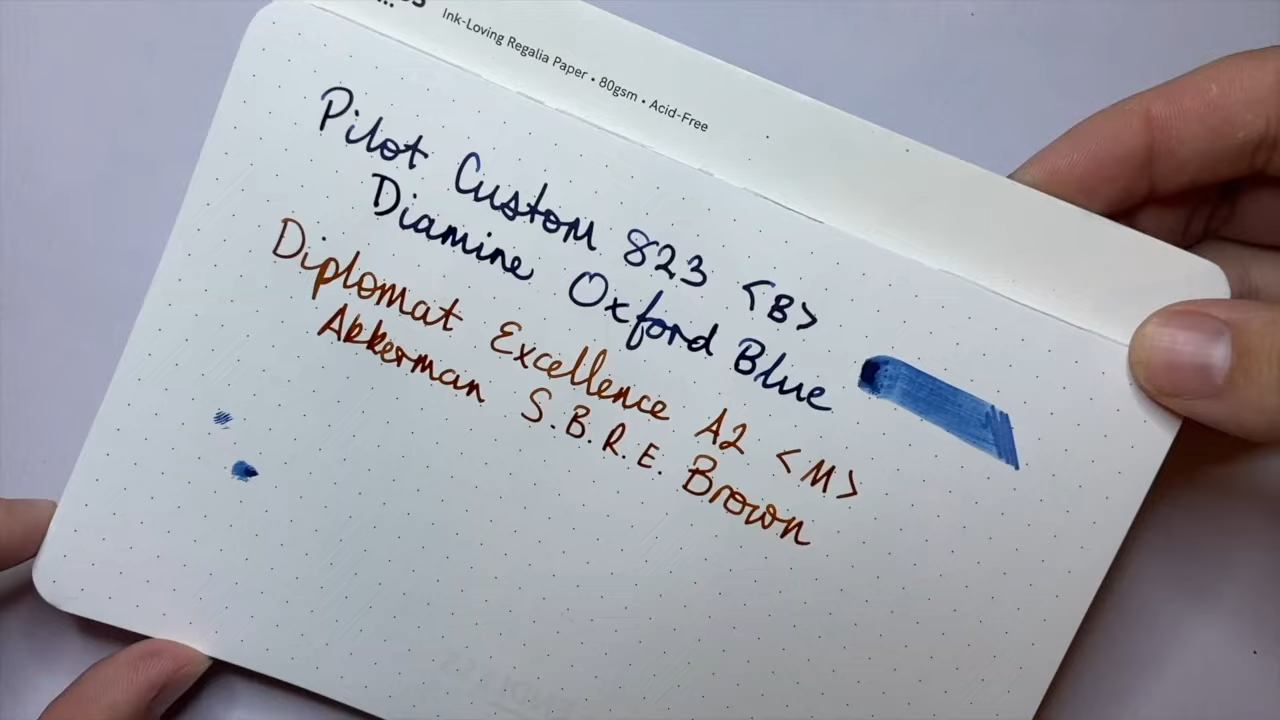 Ink-Loving Regalia Paper • 80gsm • Acid-Free
Pilot Custom 823 <B>
Diamine Oxford Blue
Diplomat Excellence A2 <M>
Akkerman S.B.R.E. Brown